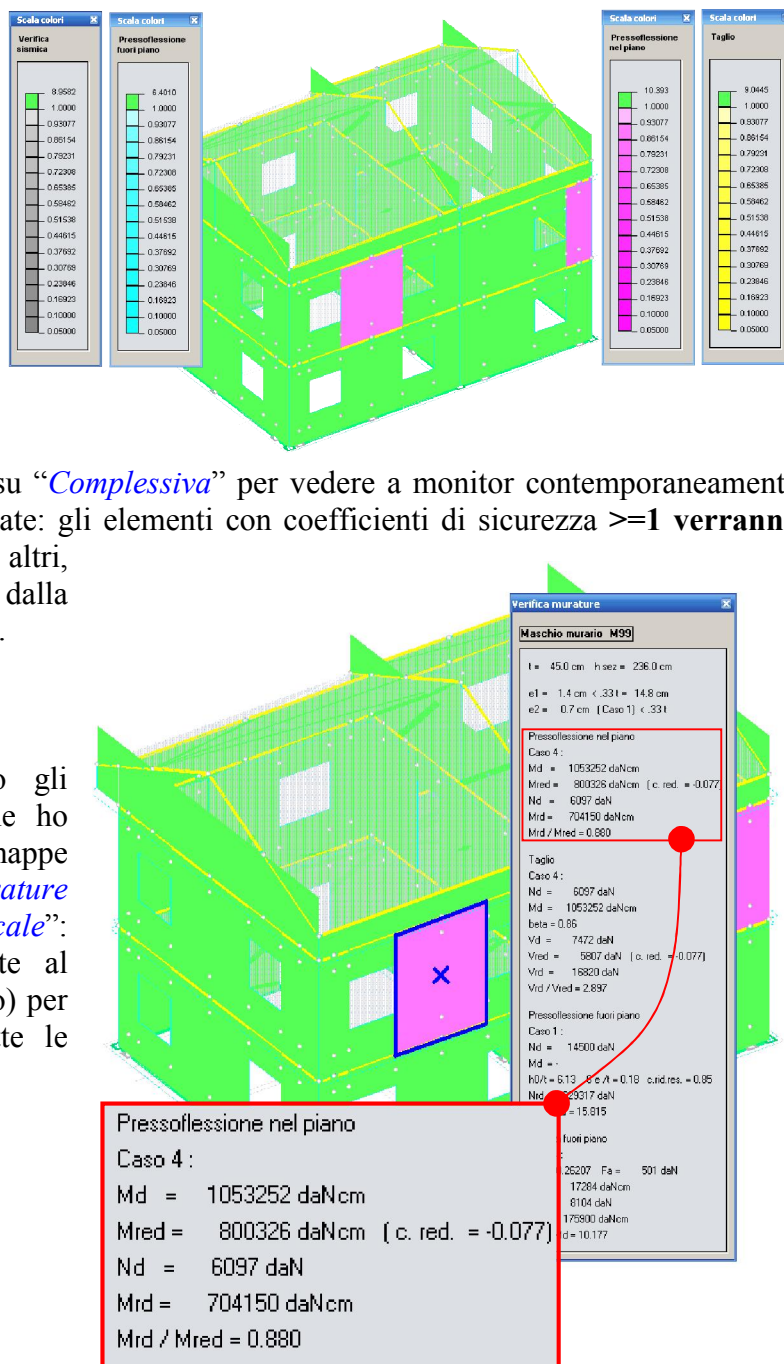 Scala colori
Verifica
sismica
8.9582
1.0000
0.93077
0.86154
0.79231
0.72308
0.65385
0.58462
0.51538
0.44615
0.37692
0.30769
0.23846
0.16923
0.10000
0.05000
Scala colori
Pressoflessione
fuori piano
6.4010
1.0000
0.93077
0.86154
0.79231
0.72308
0.65385
0.58462
0.51538
0.44615
0.37692
0.30769
0.23846
0.16923
0.10000
0.05000
Scala colori
Pressoflessione
nel piano
10.393
1.0000
0.93077
0.86154
0.79231
0.72308
0.65385
0.58462
0.51538
0.44615
0.37692
0.30769
0.23846
0.16923
0.10000
0.05000
Scala colori
Taglio
9.0445
1.0000
0.93077
0.86154
0.79231
0.72308
0.65385
0.58462
0.51538
0.44615
0.37692
0.30769
0.23846
0.16923
0.10000
0.05000
su “Complessiva” per vedere a monitor contemporaneament
ate: gli elementi con coefficienti di sicurezza >=1 verrann
altri,
dalla
.
o gli
e ho
nappe
ature
cale”:
te al
o) per
te le
Verifica murature
Maschio murario M99
t = 45.0 cm h sez = 236.0 cm
e1 = 1.4 cm < .33 t = 14.8 cm
e2 = 0.7 cm (Caso 1) < .33 t
Pressoflessione nel piano
Caso 4 :
Md = 1053252 daNcm
Mred = 800326 daNcm ( c. red. = -0.077)
Nd = 6097 daN
Mrd = 704150 daNcm
Mrd / Mred = 0.880
Taglio
Caso 4 :
Nd = 6097 daN
Md = 1053252 daNcm
beta = 0.86
Vd = 7472 daN
Vred = 5807 daN ( c. red. = -0.077)
Vrd = 16820 daN
Vrd / Vred = 2.897
Pressoflessione fuori piano
Caso 1 :
Nd = 14500 daN
Md = -
h0/t = 6.13 6 e /t = 0.18 c.rid.res. = 0.85
Nrd 29317 daN
= 15.815
fuori piano
:
.26207 Fa = 501 daN
17284 daNcm
8104 daN
175900 daNcm
d = 10.177
Pressoflessione nel piano
Caso 4 :
Md = 1053252 daNcm
Mred = 800326 daNcm ( c. red. = -0.077)
Nd = 6097 daN
Mrd = 704150 daNcm
Mrd / Mred = 0.880